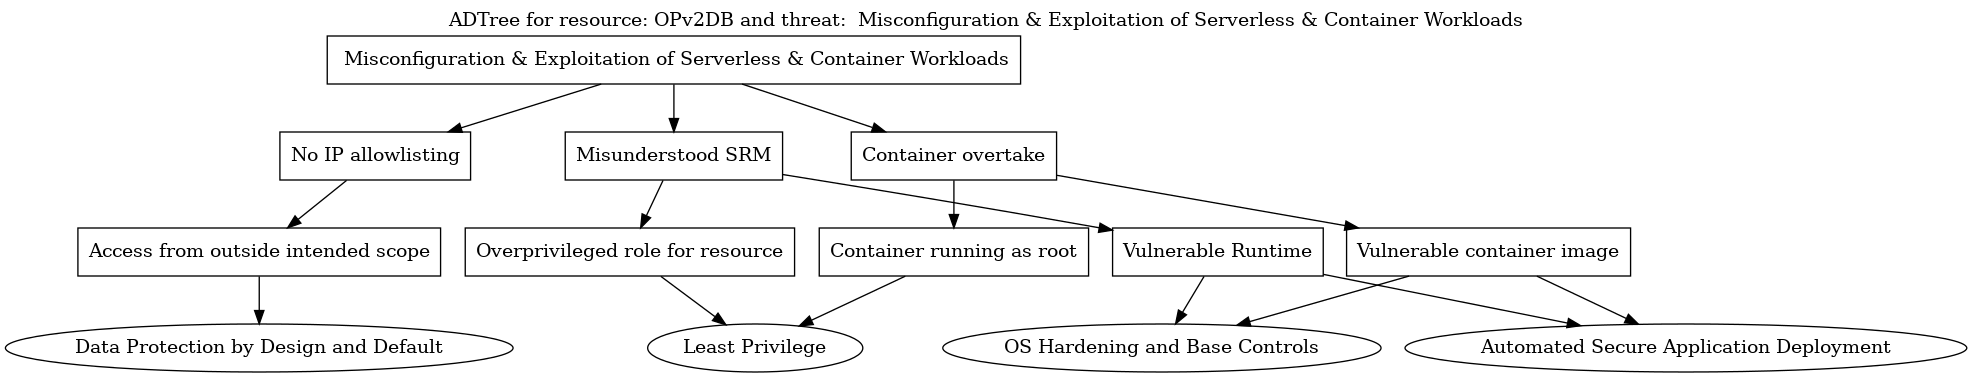 ADTree for resource: OPv2DB and threat:  Misconfiguration & Exploitation of Serverless & Container Workloads
Misconfiguration & Exploitation of Serverless & Container Workloads
No IP allowlisting
Misunderstood SRM
Container overtake
Access from outside intended scope
Overprivileged role for resource
Container running as root
Vulnerable Runtime
Vulnerable container image
Data Protection by Design and Default
Least Privilege
OS Hardening and Base Controls
Automated Secure Application Deployment